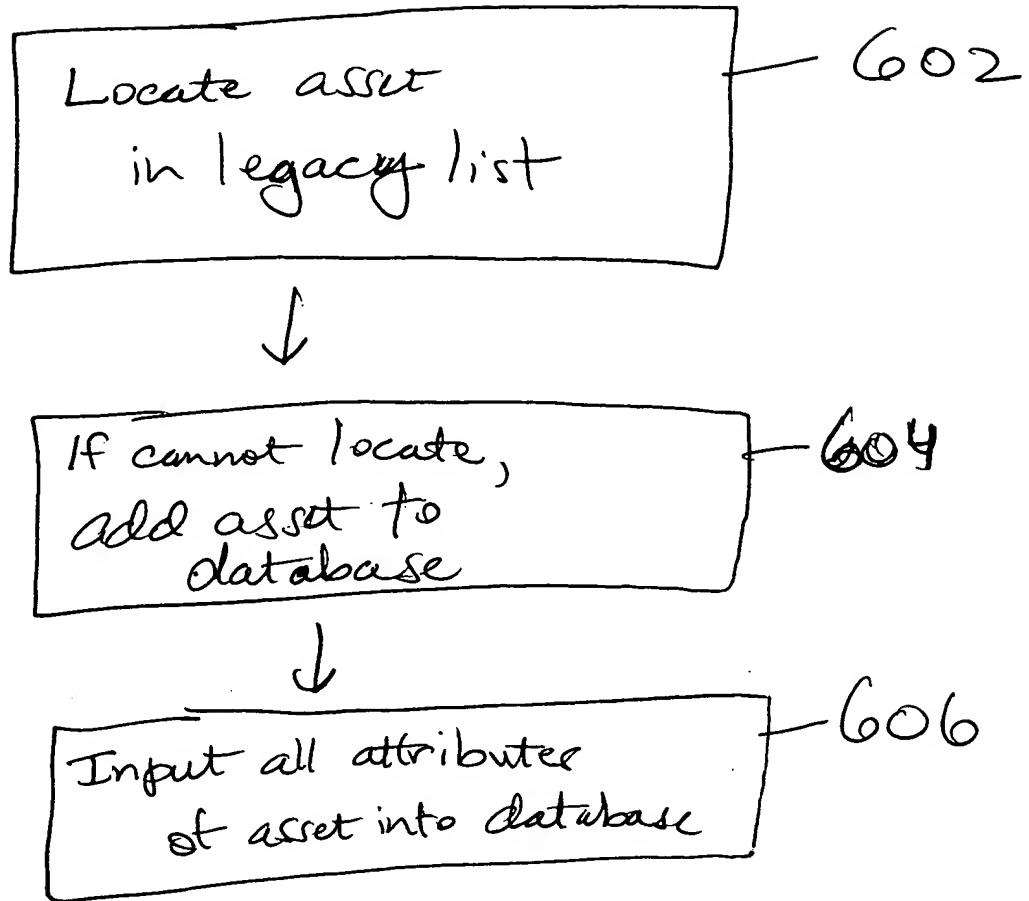 Locate asset
in legacy list
602
If cannot locate,
add asset to
database
604
Input all attributes
of asset into database
606